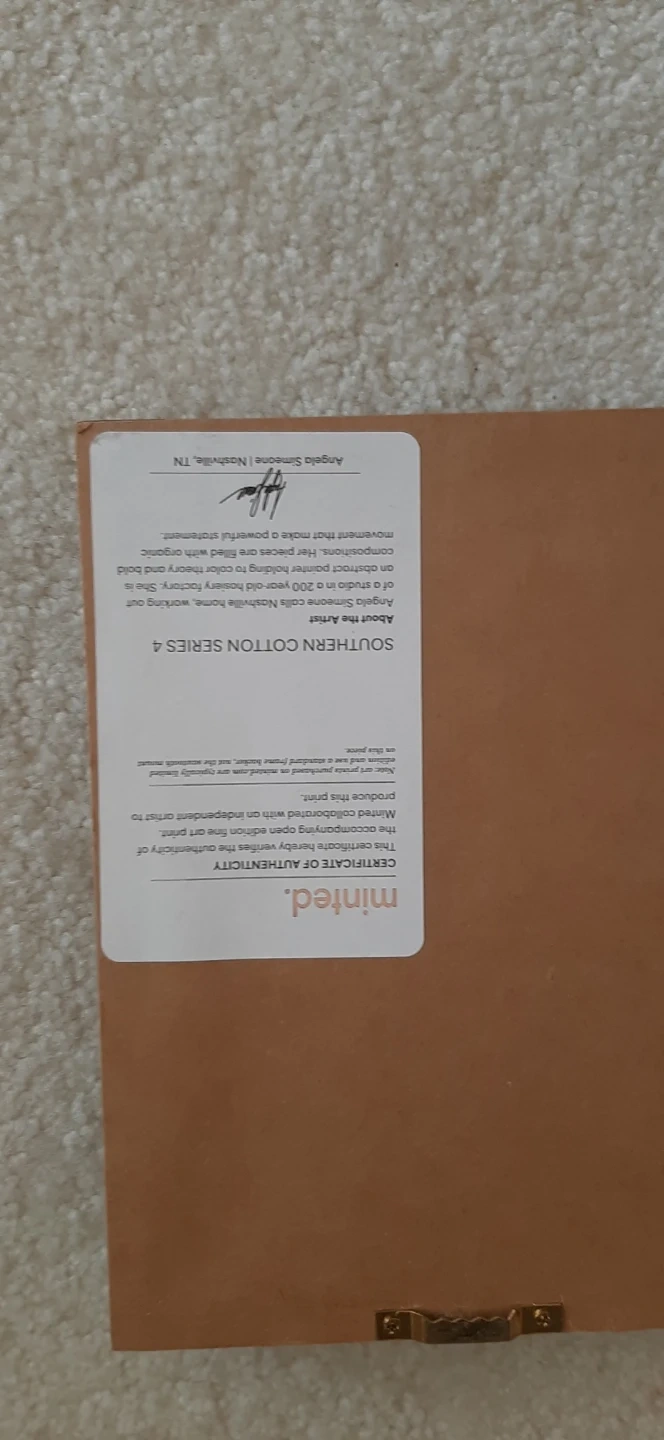 minted.
CERTIFICATE OF AUTHENTICITY
This certificate hereby verifies the authenticity of
the accompanying open edition fine art print.
Minted collaborated with an independent artist to
produce this print.
Note: art prints purchased on minted.com are typically limited
edition and use a standard frame backer, not the sawtooth mount
on this piece.
SOUTHERN COTTON SERIES 4
About the Artist
Angela Simeone calls Nashville home, working out
of a studio in a 200 year-old hosiery factory. She is
an abstract painter holding to color theory and bold
compositions. Her pieces are filled with organic
movement that make a powerful statement.
Angela Simeone | Nashville, TN